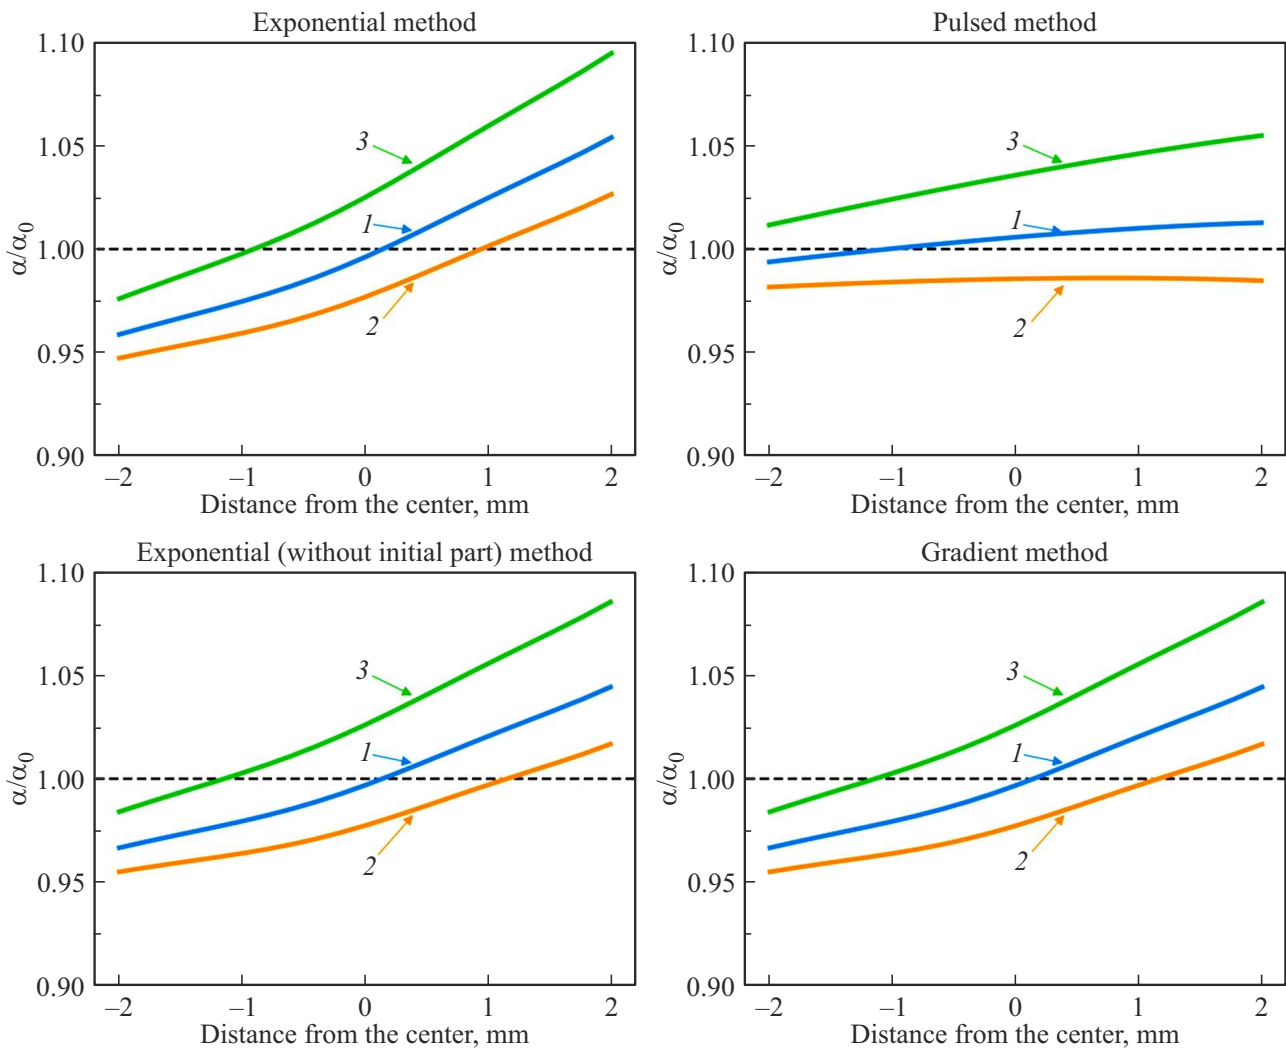 Exponential method
1.10
1.05
1.00
0.95
0.90
α/α₀
3
1
2
–2 –1 0 1 2
Distance from the center, mm
Pulsed method
1.10
1.05
1.00
0.95
0.90
α/α₀
3
1
2
–2 –1 0 1 2
Distance from the center, mm
Exponential (without initial part) method
1.10
1.05
1.00
0.95
0.90
α/α₀
3
1
2
–2 –1 0 1 2
Distance from the center, mm
Gradient method
1.10
1.05
1.00
0.95
0.90
α/α₀
3
1
2
–2 –1 0 1 2
Distance from the center, mm